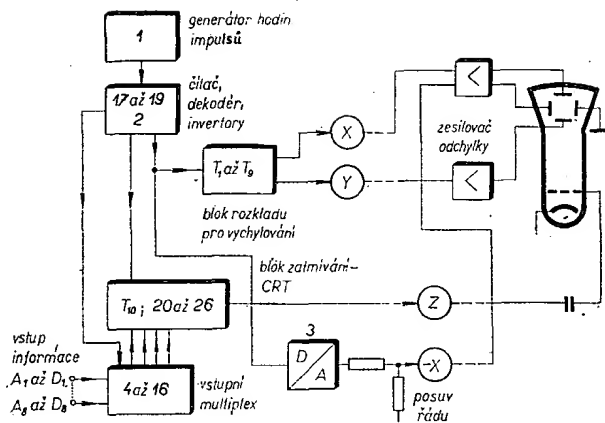 1
generátor hodin
impulsů
17 až 19
2
čítač,
dekodér,
invertory
T1 až T9
X
Y
<
<
zesilovač
odchylky
blok rozkladu
pro vychylování
blok zatmívání-
CRT
T10; 20 až 26
Z
3
D
A
-X
posuv
řádu
vstup
informace
A1 až D1
A8 až D8
4 až 16
vstupní
multiplex